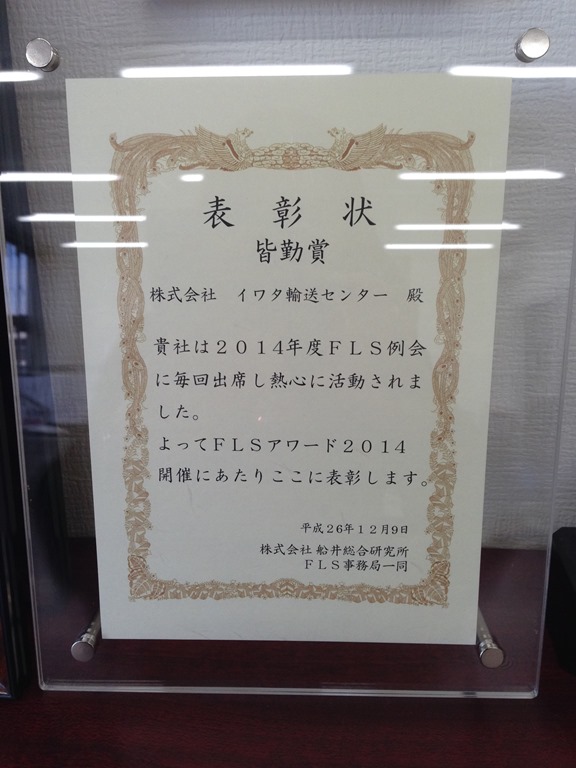 表彰状
皆勤賞
株式会社　イワタ輸送センター　殿
貴社は２０１４年度ＦＬＳ例会
に毎回出席し熱心に活動されま
した。
よってＦＬＳアワード２０１４
開催にあたりここに表彰します。
平成２６年１２月９日
株式会社 船井総合研究所
ＦＬＳ事務局一同